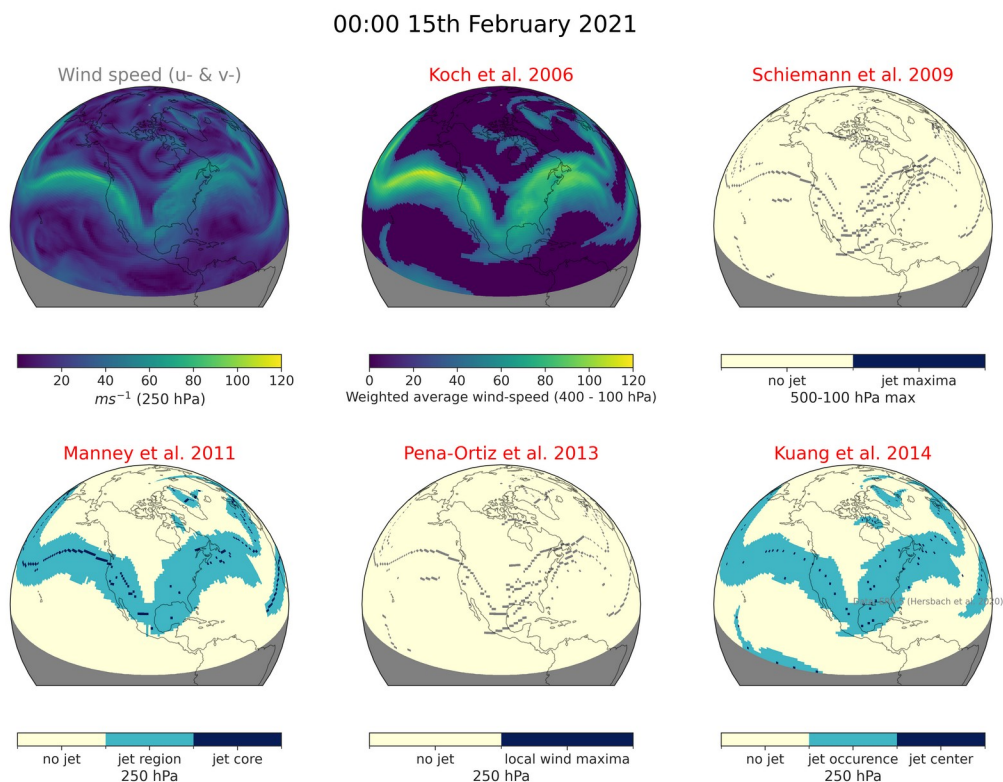 00:00 15th February 2021
Wind speed (u- & v-)
Koch et al. 2006
Schiemann et al. 2009
20 40 60 80 100 120
ms⁻¹ (250 hPa)
0 20 40 60 80 100 120
Weighted average wind-speed (400 - 100 hPa)
no jet jet maxima
500-100 hPa max
Manney et al. 2011
Pena-Ortiz et al. 2013
Kuang et al. 2014
(Hersbach et al. 2020)
no jet jet region jet core
250 hPa
no jet local wind maxima
250 hPa
no jet jet occurence jet center
250 hPa